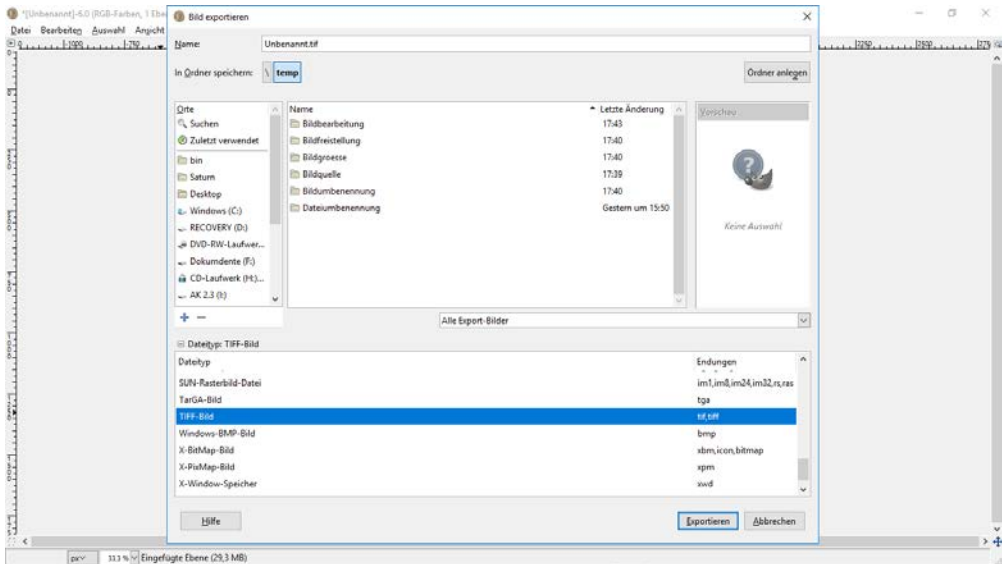 *[Unbenannt]-6.0 (RGB-Farben, 1 Ebe
Bild exportieren
Datei Bearbeiten Auswahl Ansicht
Name: Unbenannt.tif
In Ordner speichern: \ temp Ordner anlegen
Orte
Suchen
Zuletzt verwendet
bin
Saturn
Desktop
Windows (C:)
RECOVERY (D:)
DVD-RW-Laufwer...
Dokumdente (F:)
CD-Laufwerk (H:)...
AK 2.3 (I:)
Name Letzte Änderung
Bildbearbeitung 17:43
Bildfreistellung 17:40
Bildgroesse 17:40
Bildquelle 17:39
Bildumbenennung 17:40
Dateiumbenennung Gestern um 15:50
Vorschau
Keine Auswahl
Alle Export-Bilder
Dateityp: TIFF-Bild
Dateityp Endungen
SUN-Rasterbild-Datei im1,im8,im24,im32,rs,ras
TarGA-Bild tga
TIFF-Bild tif,tiff
Windows-BMP-Bild bmp
X-BitMap-Bild xbm,icon,bitmap
X-PixMap-Bild xpm
X-Window-Speicher xwd
Hilfe Exportieren Abbrechen
px 33.3 % Eingefügte Ebene (29,3 MB)